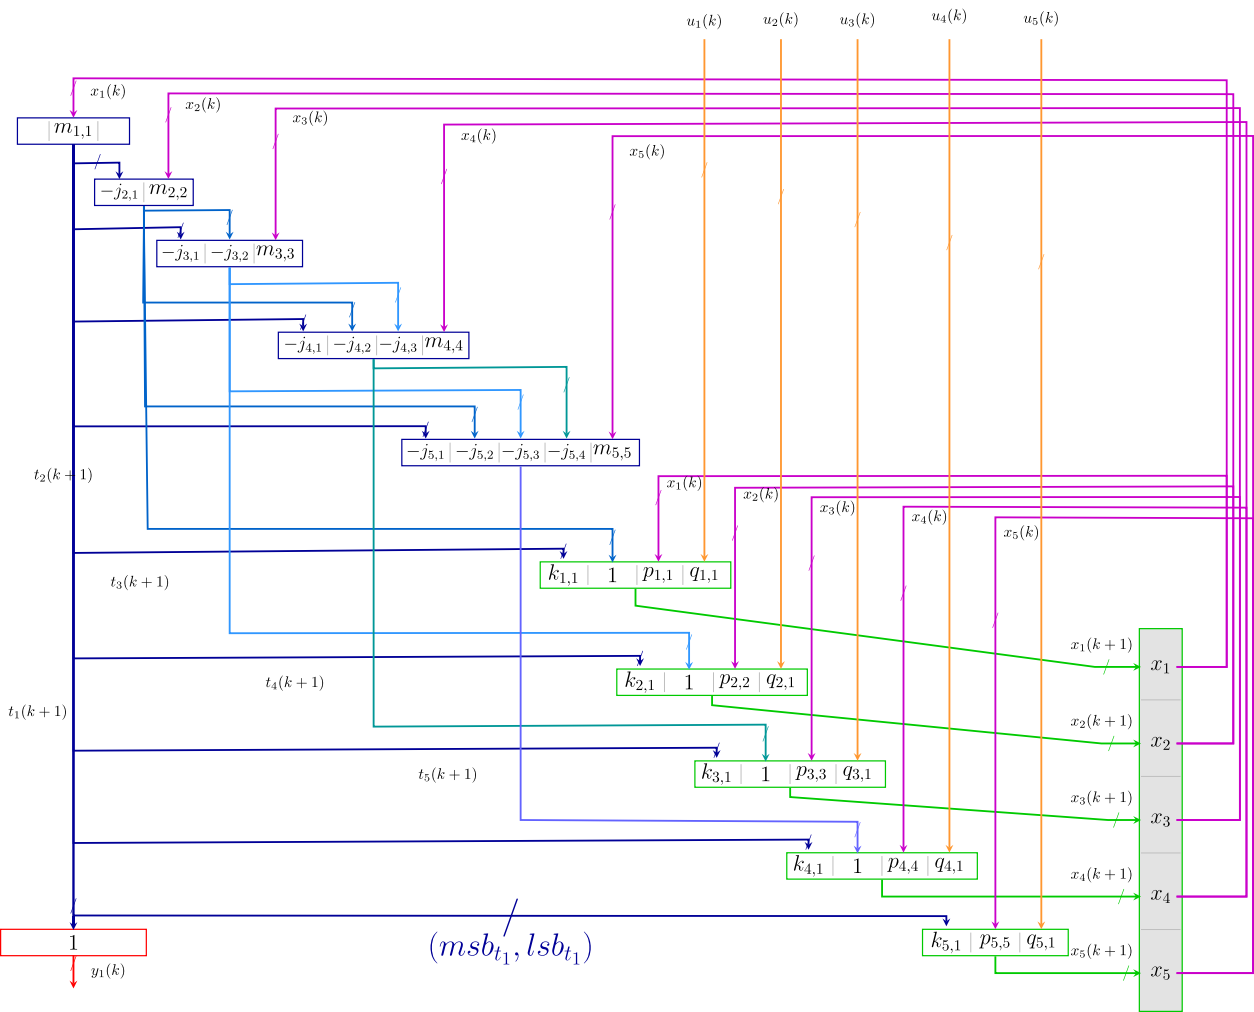 u₁(k) u₂(k) u₃(k) u₄(k) u₅(k)
x₁(k)
x₂(k)
x₃(k)
x₄(k)
x₅(k)
m₁,₁
−j₂,₁ | m₂,₂
−j₃,₁ | −j₃,₂ | m₃,₃
−j₄,₁ | −j₄,₂ | −j₄,₃ | m₄,₄
−j₅,₁ | −j₅,₂ | −j₅,₃ | −j₅,₄ | m₅,₅
t₂(k + 1)
x₁(k)
x₂(k)
x₃(k)
x₄(k)
x₅(k)
k₁,₁ | 1 | p₁,₁ | q₁,₁
t₃(k + 1)
x₁(k + 1)
x₁
k₂,₁ | 1 | p₂,₂ | q₂,₁
t₄(k + 1)
t₁(k + 1)
x₂(k + 1)
x₂
k₃,₁ | 1 | p₃,₃ | q₃,₁
t₅(k + 1)
x₃(k + 1)
x₃
k₄,₁ | 1 | p₄,₄ | q₄,₁
x₄(k + 1)
x₄
1
(msb_{t₁}, lsb_{t₁})
k₅,₁ | p₅,₅ | q₅,₁
x₅(k + 1)
x₅
y₁(k)